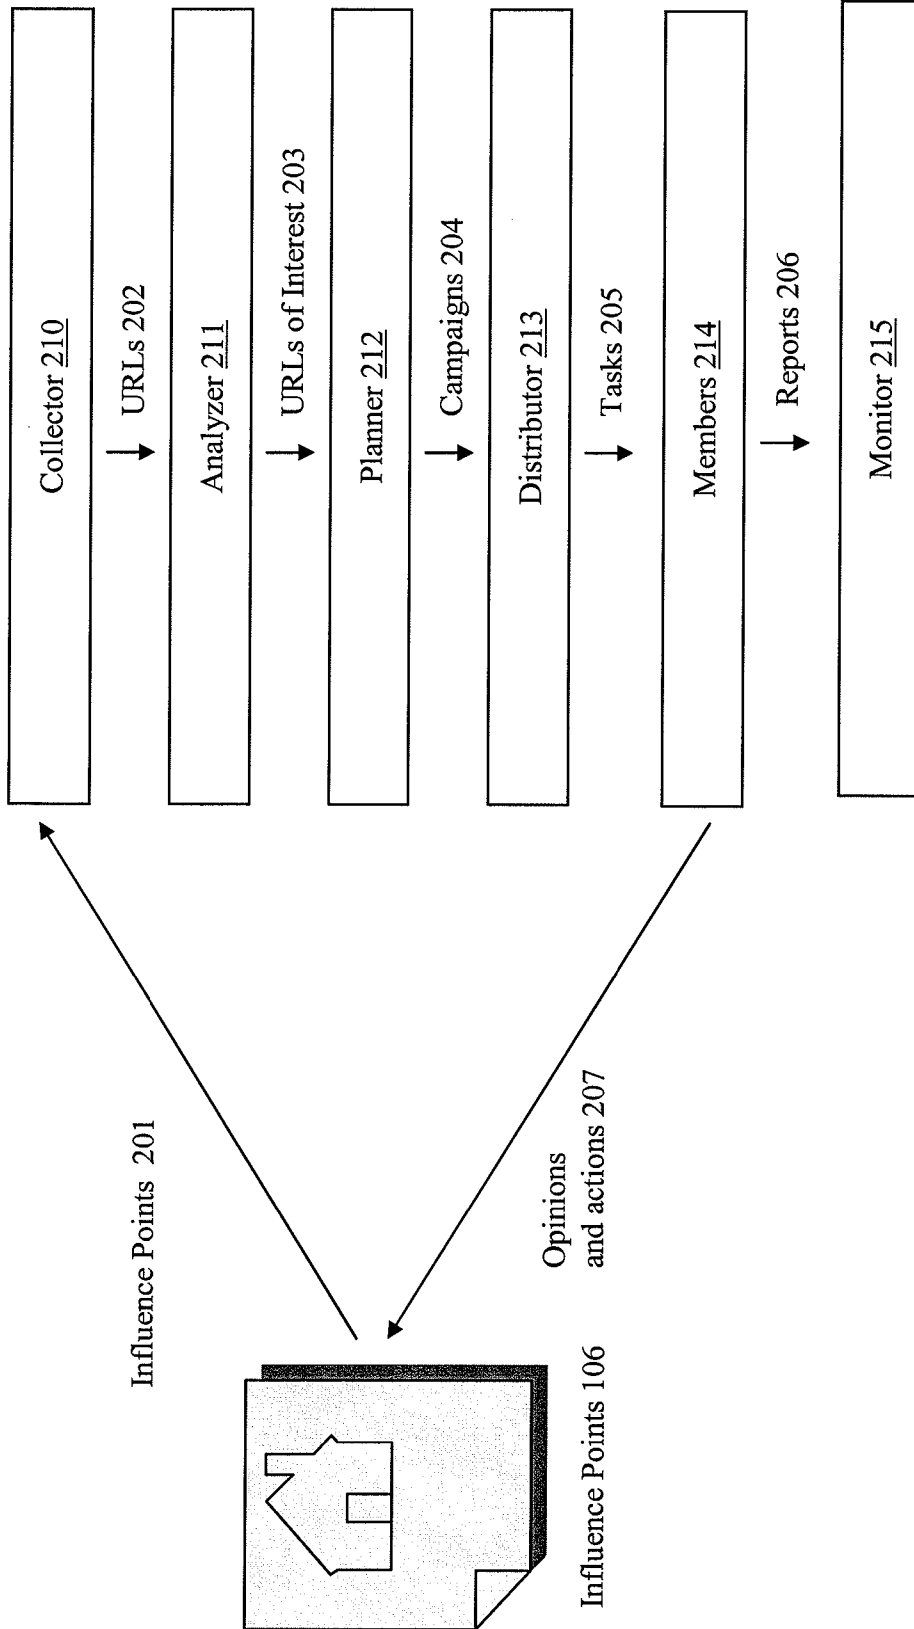 Influence Points 106
Influence Points 201
Opinions
and actions 207
Collector 210
URLs 202
Analyzer 211
URLs of Interest 203
Planner 212
Campaigns 204
Distributor 213
Tasks 205
Members 214
Reports 206
Monitor 215